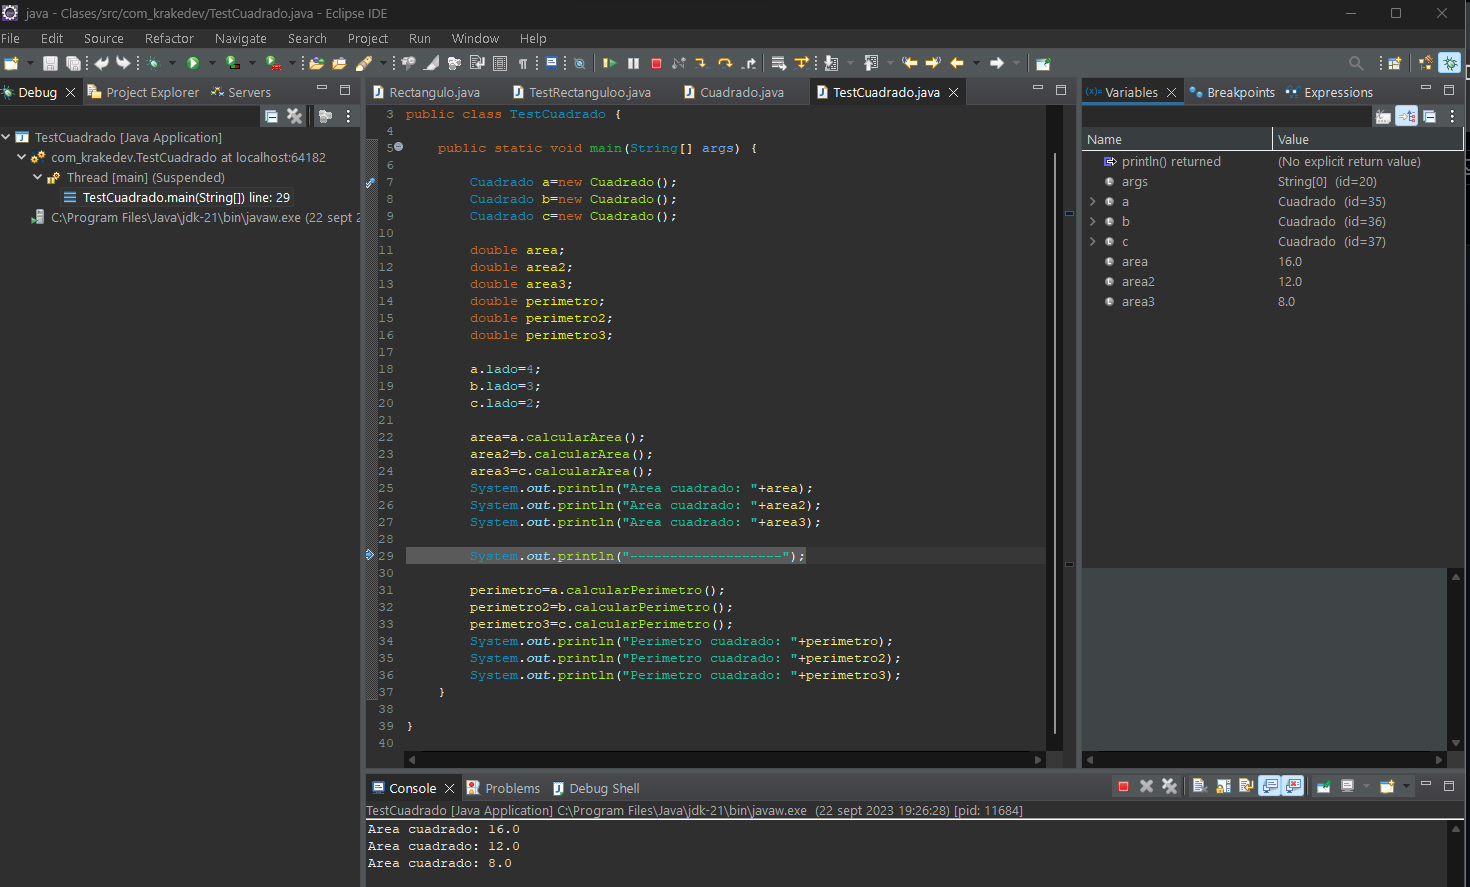 java - Clases/src/com_krakedev/TestCuadrado.java - Eclipse IDE
File Edit Source Refactor Navigate Search Project Run Window Help
Debug Project Explorer Servers
TestCuadrado [Java Application]
com_krakedev.TestCuadrado at localhost:64182
Thread [main] (Suspended)
TestCuadrado.main(String[]) line: 29
C:\Program Files\Java\jdk-21\bin\javaw.exe (22 sept 2
Rectangulo.java TestRectanguloo.java Cuadrado.java TestCuadrado.java
3 public class TestCuadrado {
4
5 public static void main(String[] args) {
6
7 Cuadrado a=new Cuadrado();
8 Cuadrado b=new Cuadrado();
9 Cuadrado c=new Cuadrado();
10
11 double area;
12 double area2;
13 double area3;
14 double perimetro;
15 double perimetro2;
16 double perimetro3;
17
18 a.lado=4;
19 b.lado=3;
20 c.lado=2;
21
22 area=a.calcularArea();
23 area2=b.calcularArea();
24 area3=c.calcularArea();
25 System.out.println("Area cuadrado: "+area);
26 System.out.println("Area cuadrado: "+area2);
27 System.out.println("Area cuadrado: "+area3);
28
29 System.out.println("-------------------");
30
31 perimetro=a.calcularPerimetro();
32 perimetro2=b.calcularPerimetro();
33 perimetro3=c.calcularPerimetro();
34 System.out.println("Perimetro cuadrado: "+perimetro);
35 System.out.println("Perimetro cuadrado: "+perimetro2);
36 System.out.println("Perimetro cuadrado: "+perimetro3);
37 }
38
39 }
40
Variables Breakpoints Expressions
Name Value
println() returned (No explicit return value)
args String[0] (id=20)
a Cuadrado (id=35)
b Cuadrado (id=36)
c Cuadrado (id=37)
area 16.0
area2 12.0
area3 8.0
Console Problems Debug Shell
TestCuadrado [Java Application] C:\Program Files\Java\jdk-21\bin\javaw.exe (22 sept 2023 19:26:28) [pid: 11684]
Area cuadrado: 16.0
Area cuadrado: 12.0
Area cuadrado: 8.0